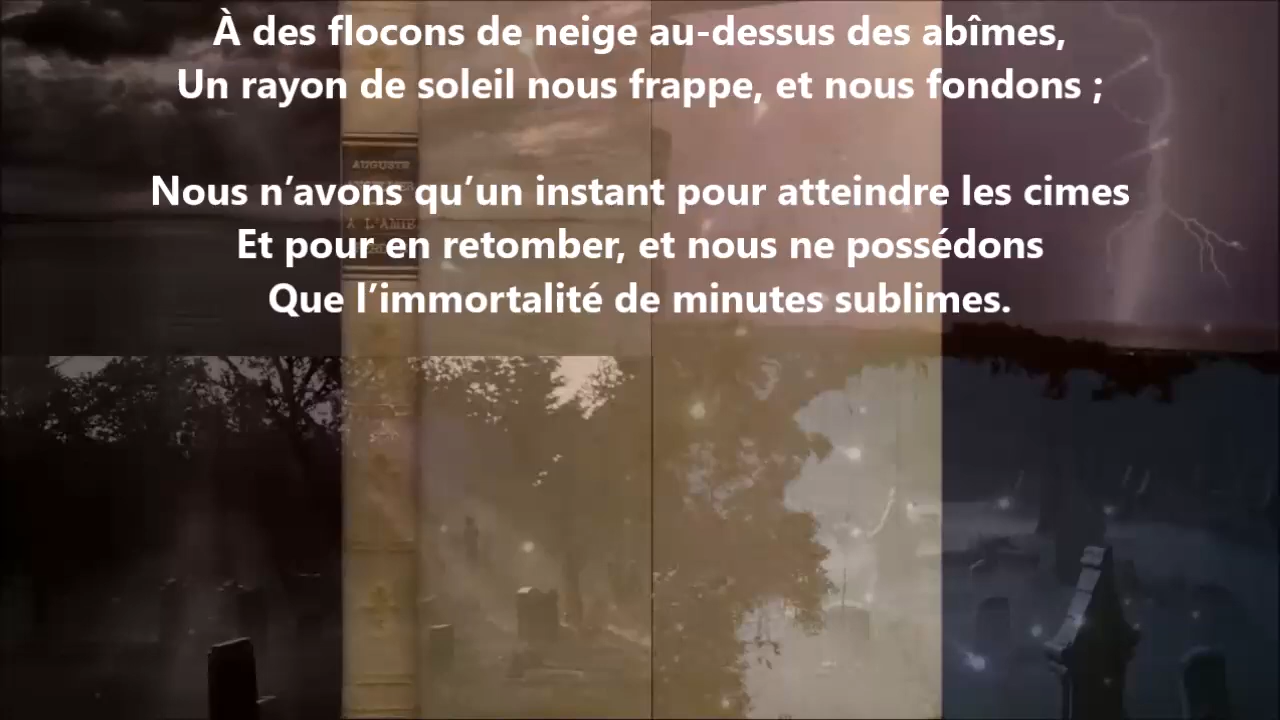 À des flocons de neige au-dessus des abîmes,
Un rayon de soleil nous frappe, et nous fondons ;
AUGUSTE
Nous n’avons qu’un instant pour atteindre les cimes
À L'AMIE
Et pour en retomber, et nous ne possédons
Que l’immortalité de minutes sublimes.